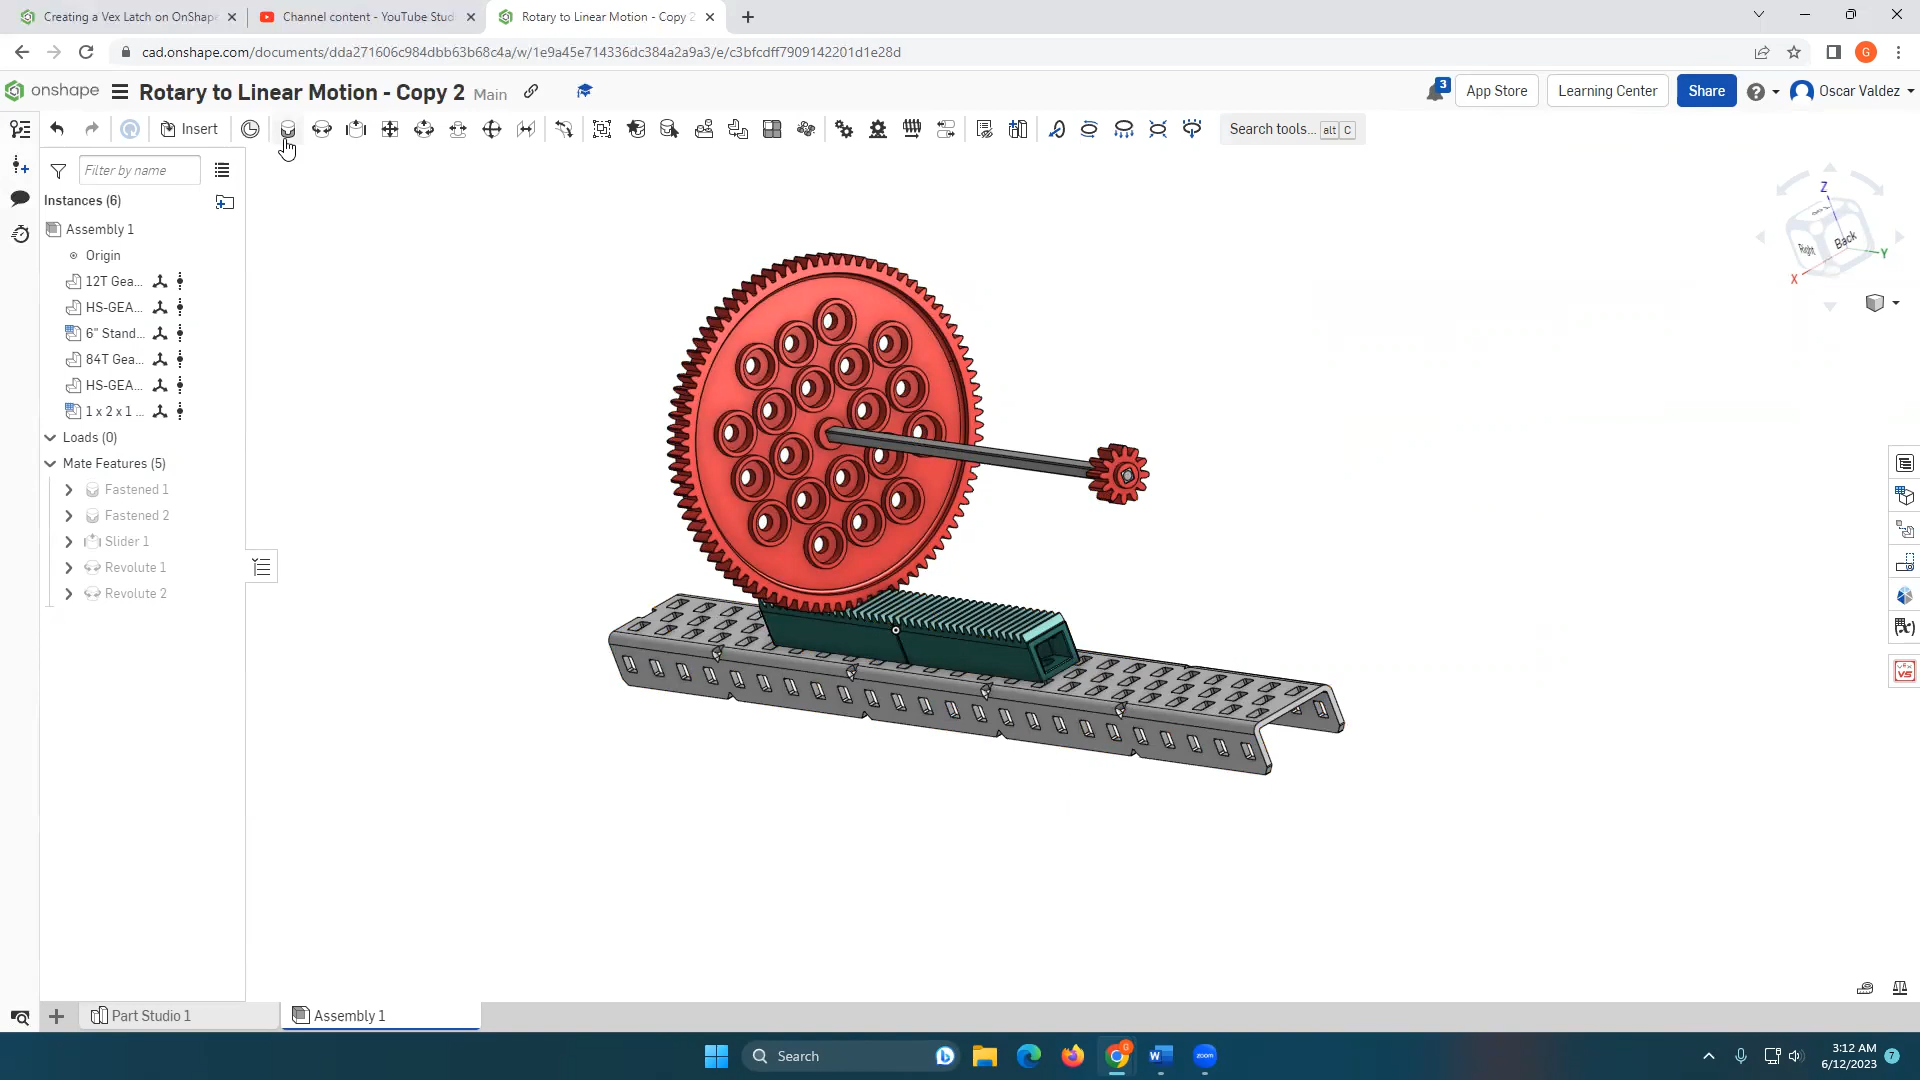 Creating a Vex Latch on OnShap
Channel content - YouTube Stud
Rotary to Linear Motion - Copy 2
cad.onshape.com/documents/dda271606c984dbb63b68c4a/w/1e9a45e714336dc384a2a9a3/e/c3bfcdff7909142201d1e28d
G
onshape
Rotary to Linear Motion - Copy 2 Main
3
App Store
Learning Center
Share
Oscar Valdez
Insert
Search tools... alt C
Filter by name
Instances (6)
Assembly 1
Origin
12T Gea...
HS-GEA...
6" Stand...
84T Gea...
HS-GEA...
1 x 2 x 1 ...
Loads (0)
Mate Features (5)
Fastened 1
Fastened 2
Slider 1
Revolute 1
Revolute 2
Z
Right
Back
Y
X
VEX
V5
Part Studio 1
Assembly 1
Search
zoom
3:12 AM
6/12/2023
7